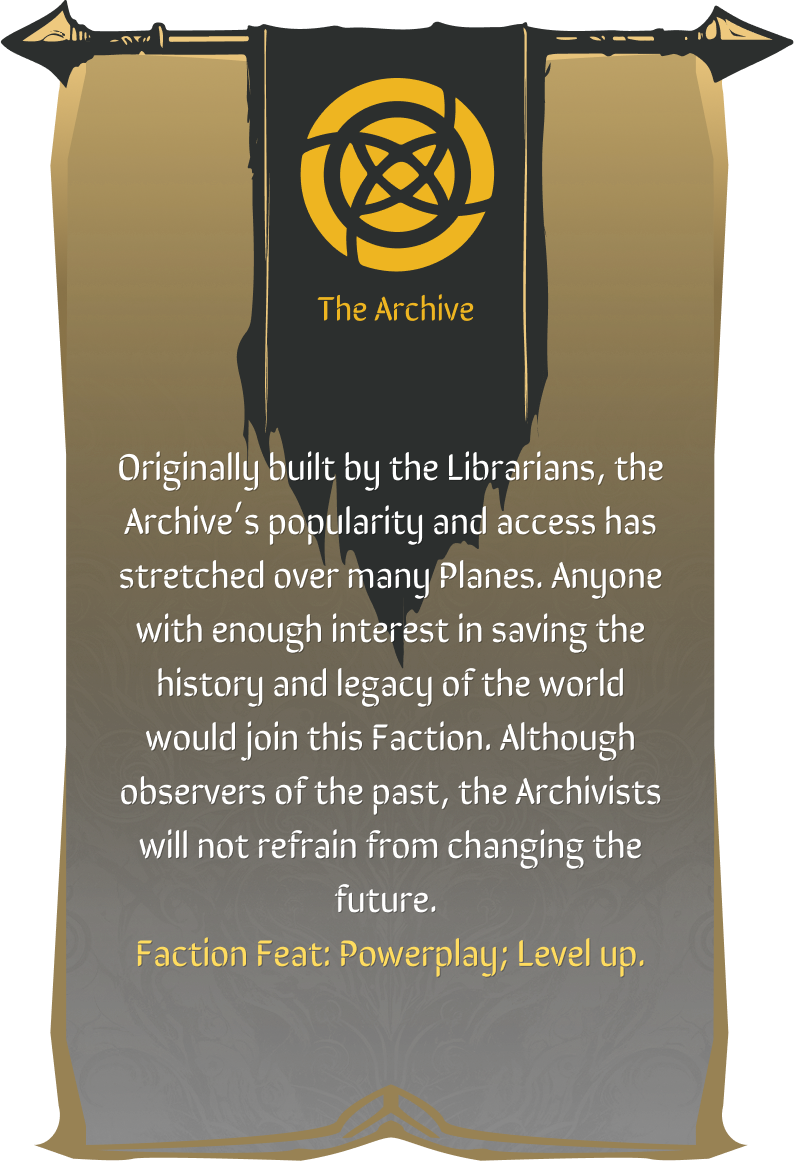 The Archive
Originally built by the Librarians, the
Archive's popularity and access has
stretched over many Planes. Anyone
with enough interest in saving the
history and legacy of the world
would join this Faction. Although
observers of the past, the Archivists
will not refrain from changing the
future.
Faction Feat: Powerplay; Level up.